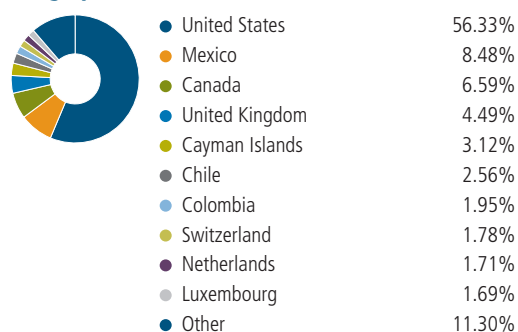 United States 56.33%
Mexico 8.48%
Canada 6.59%
United Kingdom 4.49%
Cayman Islands 3.12%
Chile 2.56%
Colombia 1.95%
Switzerland 1.78%
Netherlands 1.71%
Luxembourg 1.69%
Other 11.30%